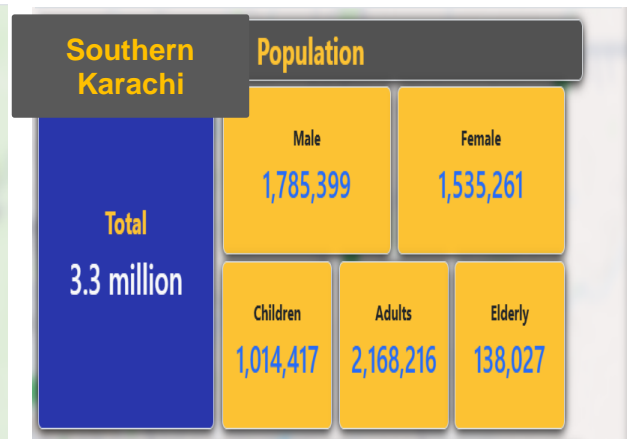 Southern
Karachi
Population
Total
3.3 million
Male
1,785,399
Female
1,535,261
Children
1,014,417
Adults
2,168,216
Elderly
138,027